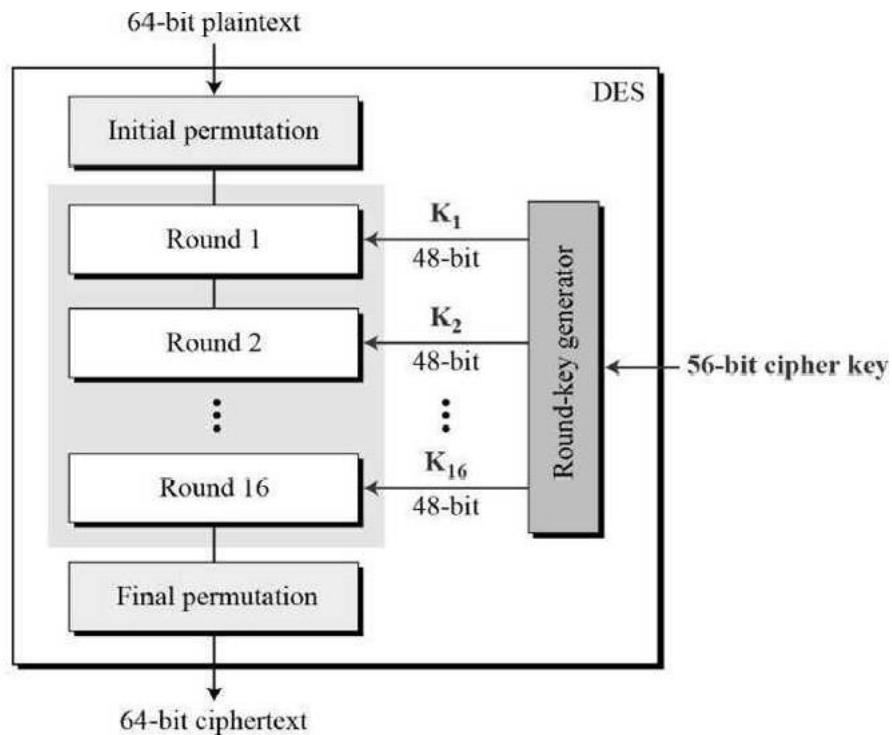 64-bit plaintext
DES
Initial permutation
Round 1
K1
48-bit
Round 2
K2
48-bit
Round 16
K16
48-bit
Round-key generator
56-bit cipher key
Final permutation
64-bit ciphertext